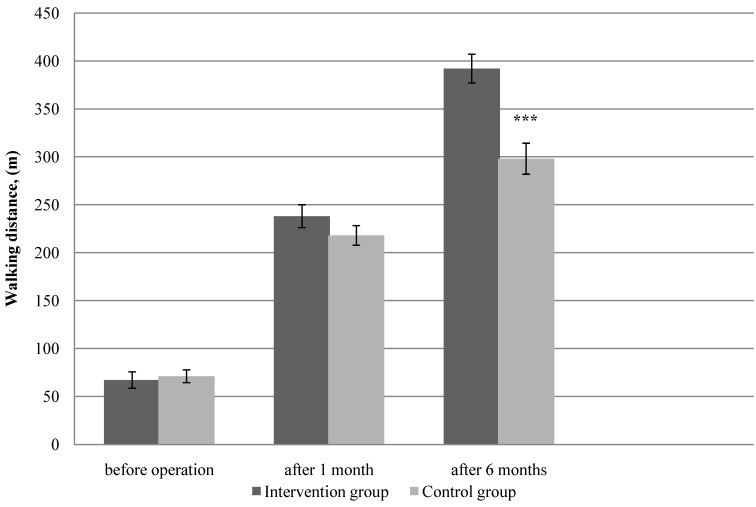 Walking distance, (m)
450
400
350
300
250
200
150
100
50
0
***
before operation
after 1 month
after 6 months
Intervention group
Control group